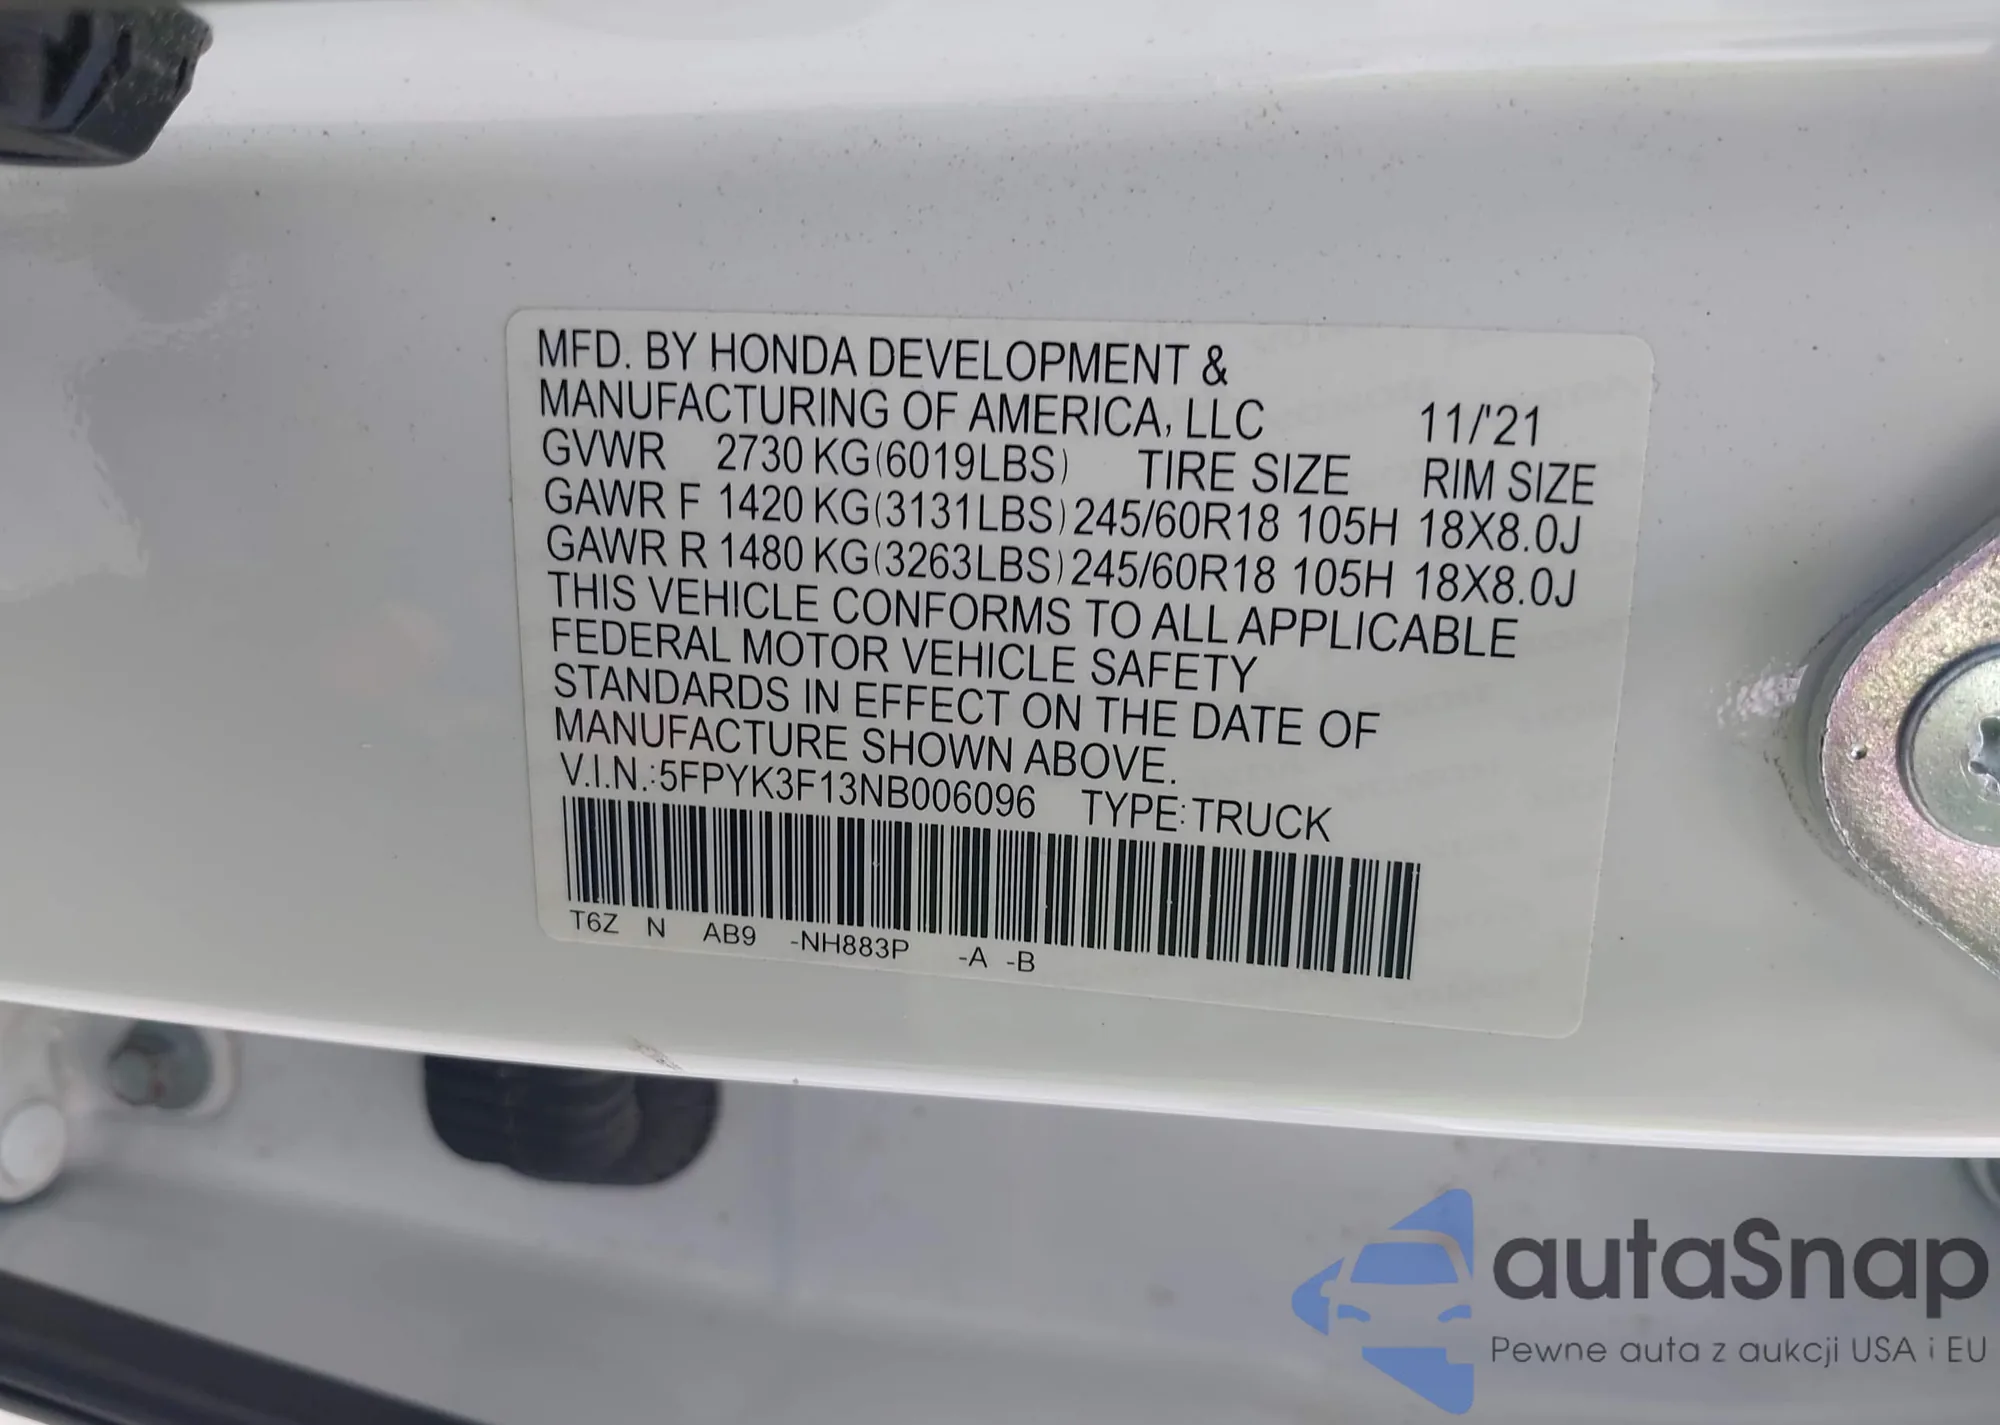 MFD. BY HONDA DEVELOPMENT &
MANUFACTURING OF AMERICA, LLC 11/'21
GVWR 2730 KG(6019LBS) TIRE SIZE RIM SIZE
GAWR F 1420 KG(3131LBS) 245/60R18 105H 18X8.0J
GAWR R 1480 KG(3263LBS) 245/60R18 105H 18X8.0J
THIS VEHICLE CONFORMS TO ALL APPLICABLE
FEDERAL MOTOR VEHICLE SAFETY
STANDARDS IN EFFECT ON THE DATE OF
MANUFACTURE SHOWN ABOVE.
V.I.N.:5FPYK3F13NB006096 TYPE:TRUCK
T6Z N AB9 -NH883P -A -B
autaSnap
Pewne auta z aukcji USA i EU